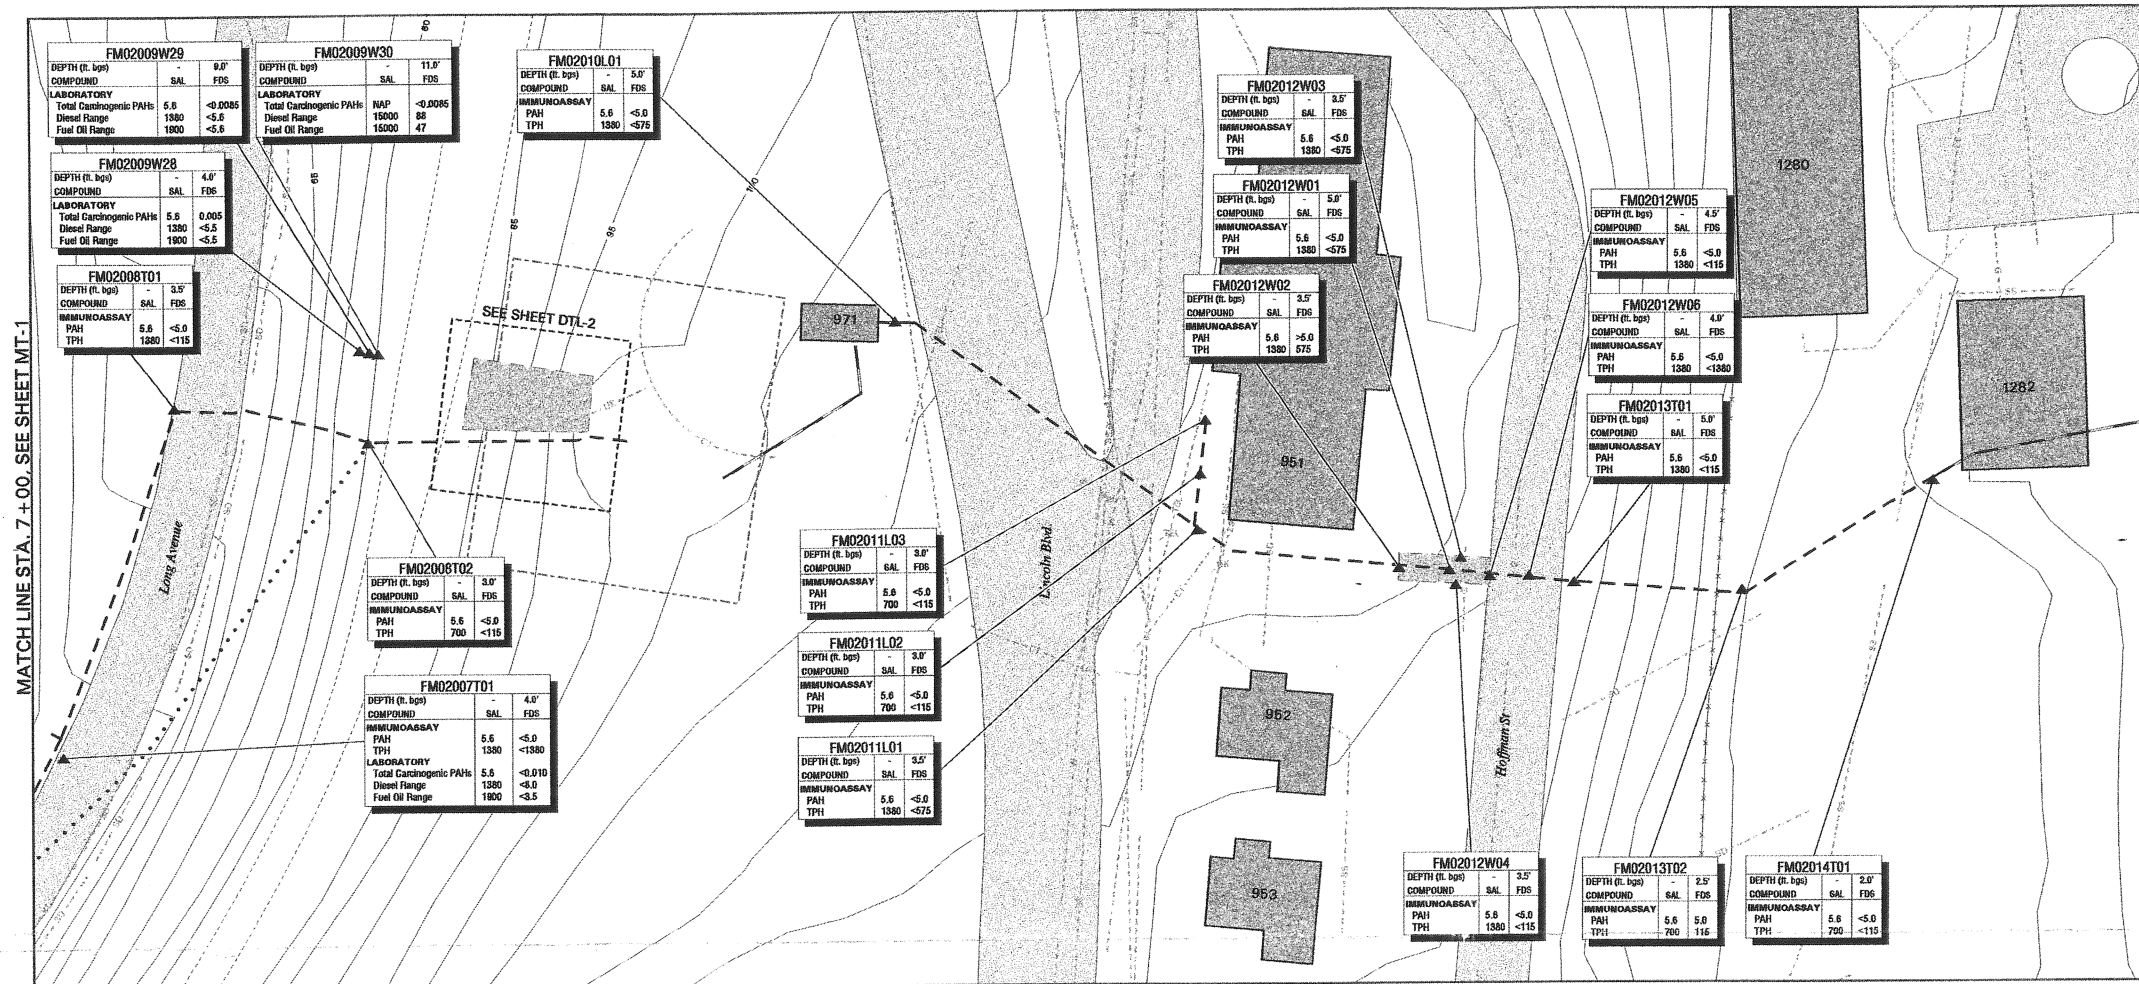 MATCH LINE STA. 7+00, SEE SHEET MT-1
FM02009W29
DEPTH (ft. bgs) - 9.0'
COMPOUND SAL FDS
LABORATORY
Total Carcinogenic PAHs 5.6 <0.0085
Diesel Range 1380 <5.6
Fuel Oil Range 1900 <5.6
FM02009W30
DEPTH (ft. bgs) - 11.0'
COMPOUND SAL FDS
LABORATORY
Total Carcinogenic PAHs NAP <0.0085
Diesel Range 15000 88
Fuel Oil Range 15000 47
FM02010L01
DEPTH (ft. bgs) - 5.0'
COMPOUND SAL FDS
IMMUNOASSAY
PAH 5.6 <5.0
TPH 1380 <575
FM02009W28
DEPTH (ft. bgs) - 4.0'
COMPOUND SAL FDS
LABORATORY
Total Carcinogenic PAHs 5.6 0.005
Diesel Range 1380 <5.5
Fuel Oil Range 1900 <5.5
FM02008T01
DEPTH (ft. bgs) - 3.5'
COMPOUND SAL FDS
IMMUNOASSAY
PAH 5.6 <5.0
TPH 1380 <115
SEE SHEET DTL-2
971
Long Avenue
FM02008T02
DEPTH (ft. bgs) - 3.0'
COMPOUND SAL FDS
IMMUNOASSAY
PAH 5.6 <5.0
TPH 700 <115
FM02007T01
DEPTH (ft. bgs) - 4.0'
COMPOUND SAL FDS
IMMUNOASSAY
PAH 5.6 <5.0
TPH 1380 <1380
LABORATORY
Total Carcinogenic PAHs 5.6 <0.010
Diesel Range 1380 <8.0
Fuel Oil Range 1900 <3.5
FM02011L03
DEPTH (ft. bgs) - 3.0'
COMPOUND SAL FDS
IMMUNOASSAY
PAH 5.6 <5.0
TPH 700 <115
FM02011L02
DEPTH (ft. bgs) - 3.0'
COMPOUND SAL FDS
IMMUNOASSAY
PAH 5.6 <5.0
TPH 700 <115
FM02011L01
DEPTH (ft. bgs) - 3.5'
COMPOUND SAL FDS
IMMUNOASSAY
PAH 5.6 <5.0
TPH 1380 <575
Lincoln Blvd.
FM02012W03
DEPTH (ft. bgs) - 3.5'
COMPOUND SAL FDS
IMMUNOASSAY
PAH 5.6 <5.0
TPH 1380 <575
FM02012W01
DEPTH (ft. bgs) - 5.0'
COMPOUND SAL FDS
IMMUNOASSAY
PAH 5.6 <5.0
TPH 1380 <575
FM02012W02
DEPTH (ft. bgs) - 3.5'
COMPOUND SAL FDS
IMMUNOASSAY
PAH 5.6 >5.0
TPH 1380 575
951
952
953
Hoffman St
FM02012W05
DEPTH (ft. bgs) - 4.5'
COMPOUND SAL FDS
IMMUNOASSAY
PAH 5.6 <5.0
TPH 1380 <115
FM02012W06
DEPTH (ft. bgs) - 4.0'
COMPOUND SAL FDS
IMMUNOASSAY
PAH 5.6 <5.0
TPH 1380 <1380
FM02013T01
DEPTH (ft. bgs) - 5.0'
COMPOUND SAL FDS
IMMUNOASSAY
PAH 5.6 <5.0
TPH 1380 <115
1280
1282
FM02012W04
DEPTH (ft. bgs) - 3.5'
COMPOUND SAL FDS
IMMUNOASSAY
PAH 5.6 <5.0
TPH 1380 <115
FM02013T02
DEPTH (ft. bgs) - 2.5'
COMPOUND SAL FDS
IMMUNOASSAY
PAH 5.6 5.0
TPH 700 115
FM02014T01
DEPTH (ft. bgs) - 2.0'
COMPOUND SAL FDS
IMMUNOASSAY
PAH 5.6 <5.0
TPH 700 <115